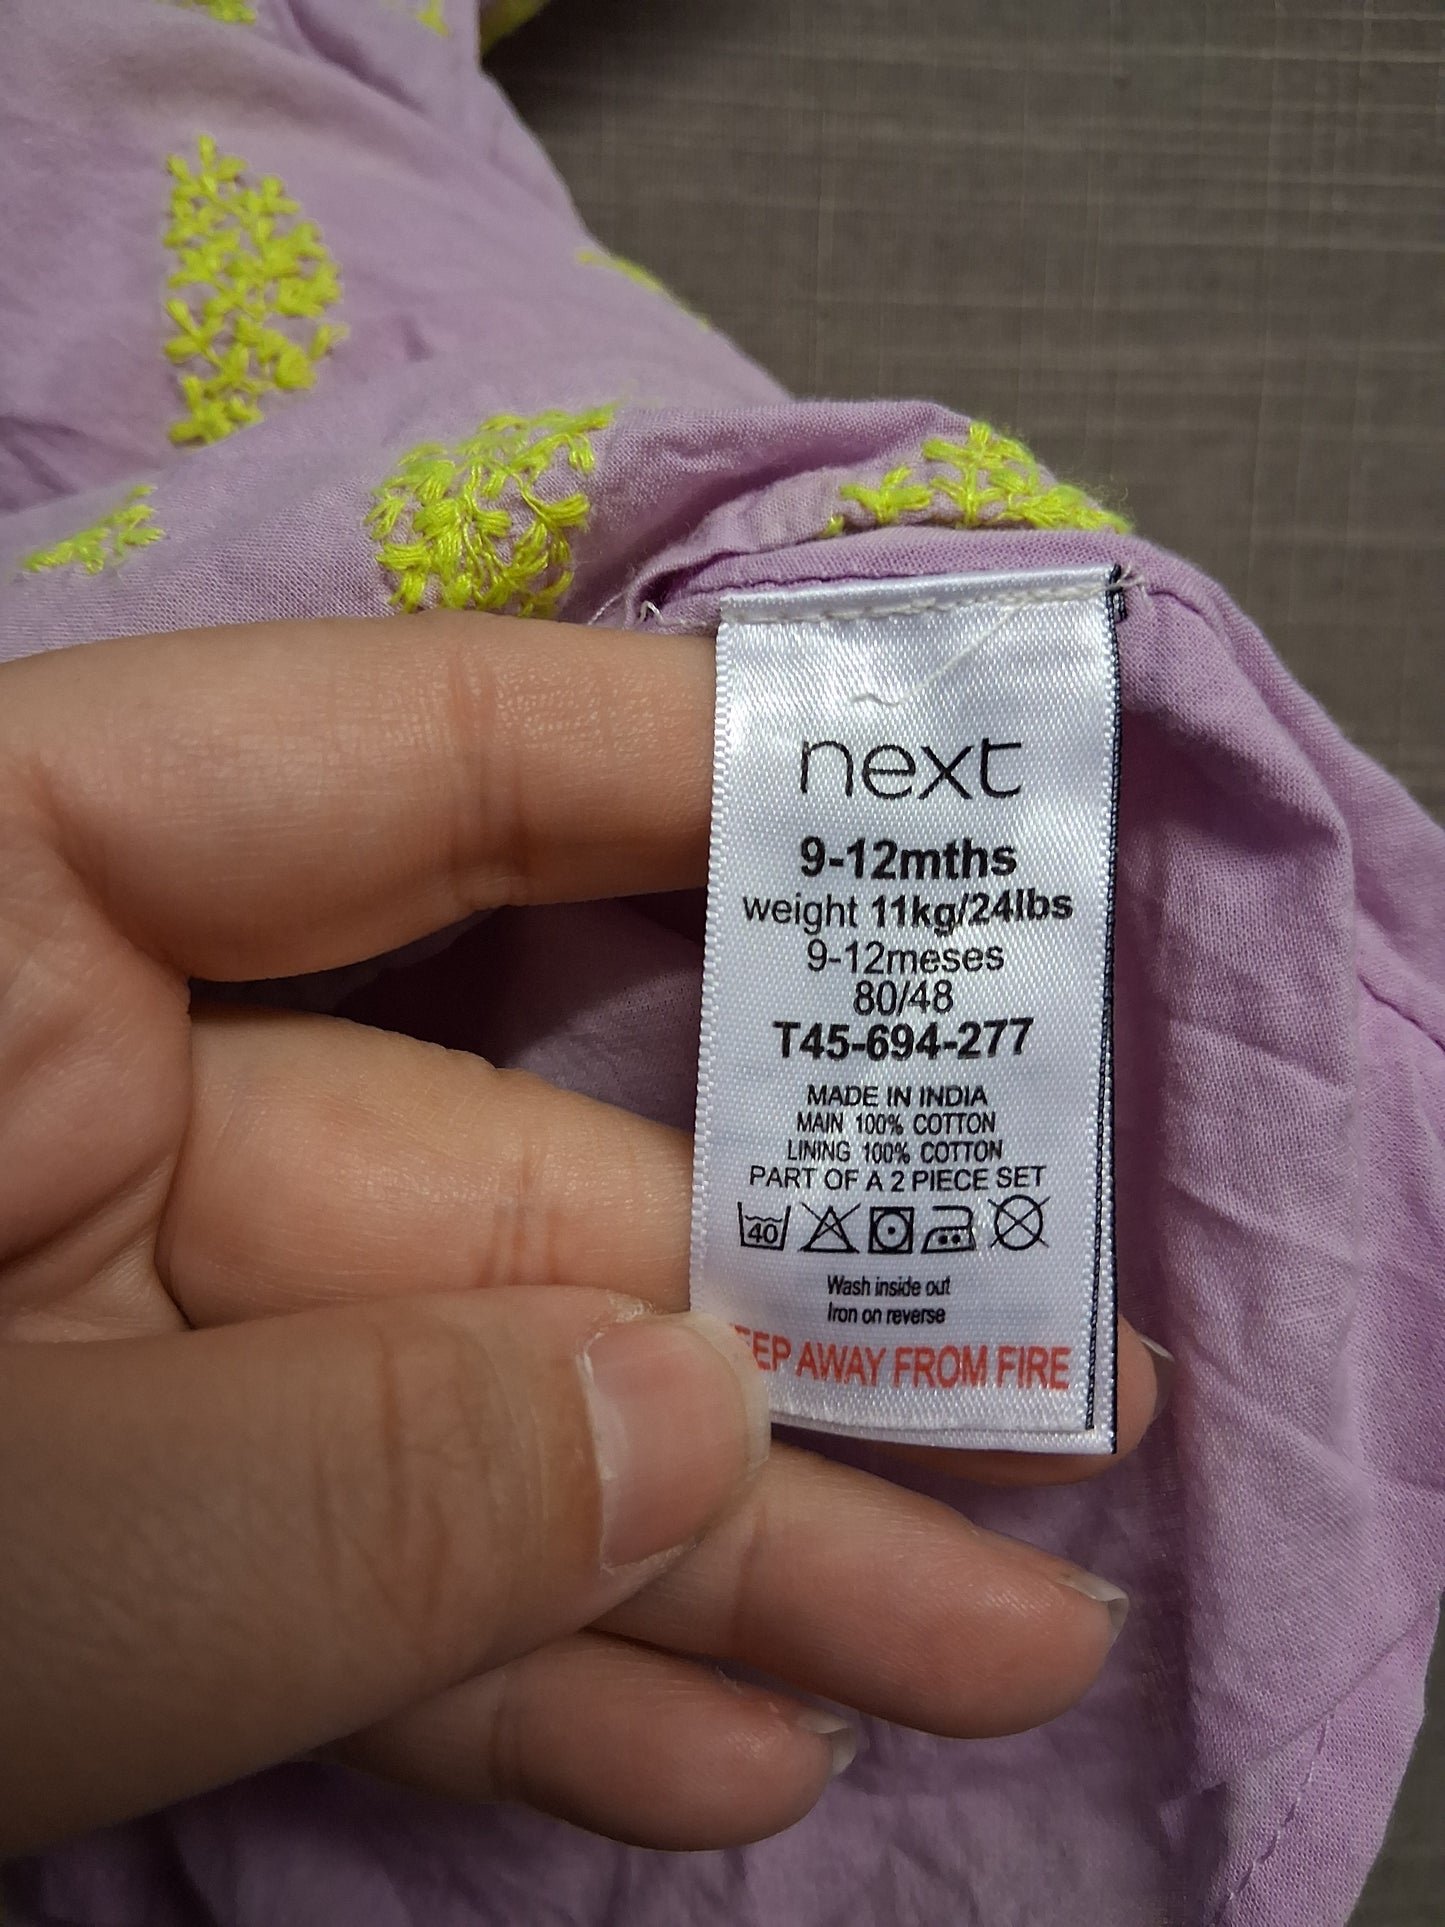 next
9-12mths
weight 11kg/24lbs
9-12meses
80/48
T45-694-277
MADE IN INDIA
MAIN 100% COTTON
LINING 100% COTTON
PART OF A 2 PIECE SET
40
Wash inside out
Iron on reverse
EEP AWAY FROM FIRE